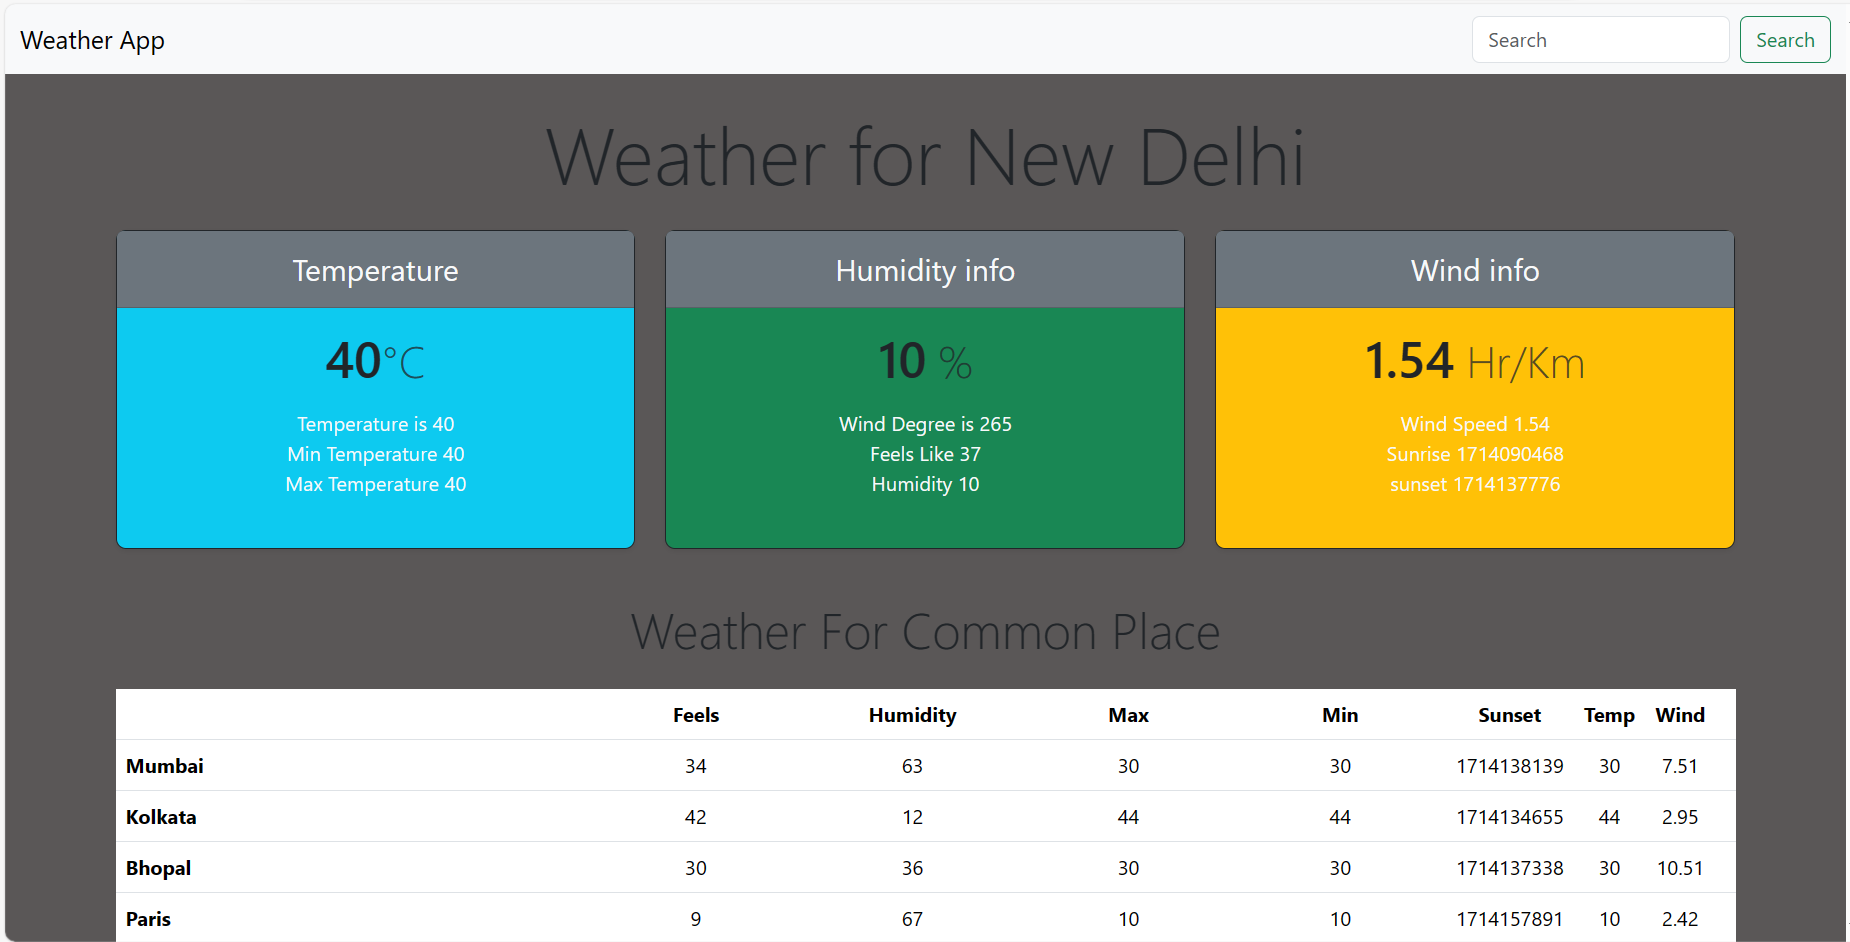 Weather App Search Search
Weather for New Delhi
Temperature
40°C
Temperature is 40
Min Temperature 40
Max Temperature 40
Humidity info
10 %
Wind Degree is 265
Feels Like 37
Humidity 10
Wind info
1.54 Hr/Km
Wind Speed 1.54
Sunrise 1714090468
sunset 1714137776
Weather For Common Place
Feels Humidity Max Min Sunset Temp Wind
Mumbai 34 63 30 30 1714138139 30 7.51
Kolkata 42 12 44 44 1714134655 44 2.95
Bhopal 30 36 30 30 1714137338 30 10.51
Paris 9 67 10 10 1714157891 10 2.42